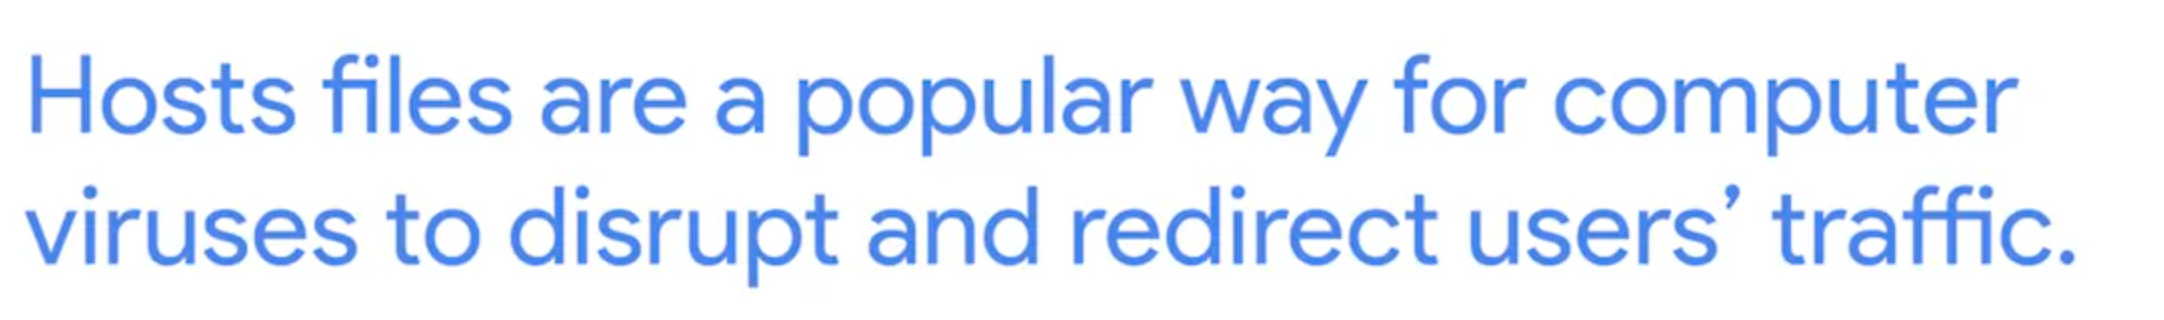 Hosts files are a popular way for computer
viruses to disrupt and redirect users’ traffic.